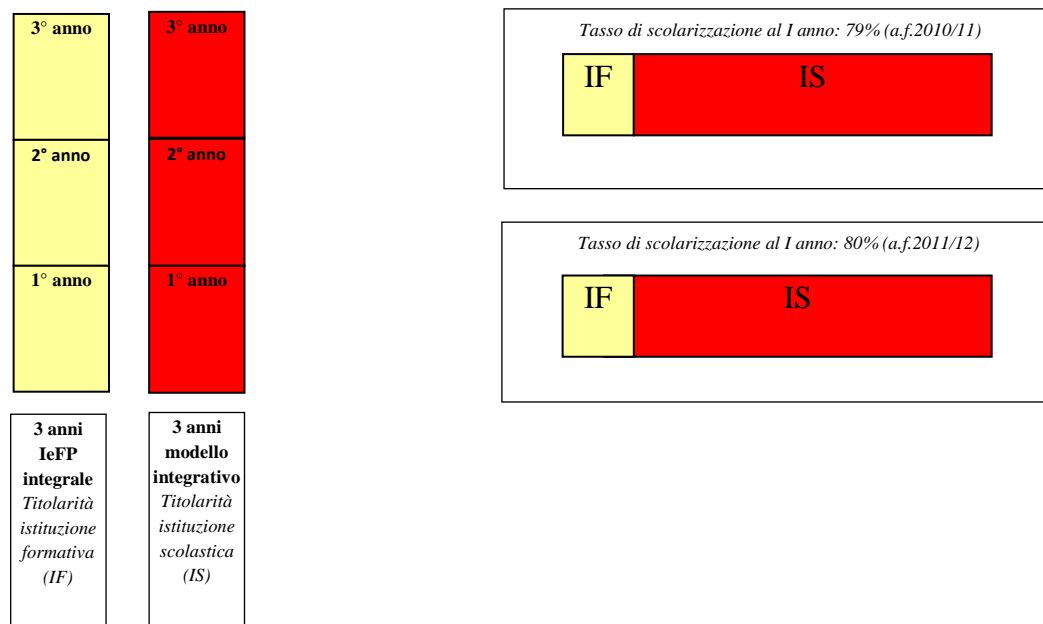 3° anno
2° anno
1° anno
3 anni
IeFP
integrale
Titolarità
istituzione
formativa
(IF)
3° anno
2° anno
1° anno
3 anni
modello
integrativo
Titolarità
istituzione
scolastica
(IS)
Tasso di scolarizzazione al I anno: 79% (a.f.2010/11)
IF IS
Tasso di scolarizzazione al I anno: 80% (a.f.2011/12)
IF IS